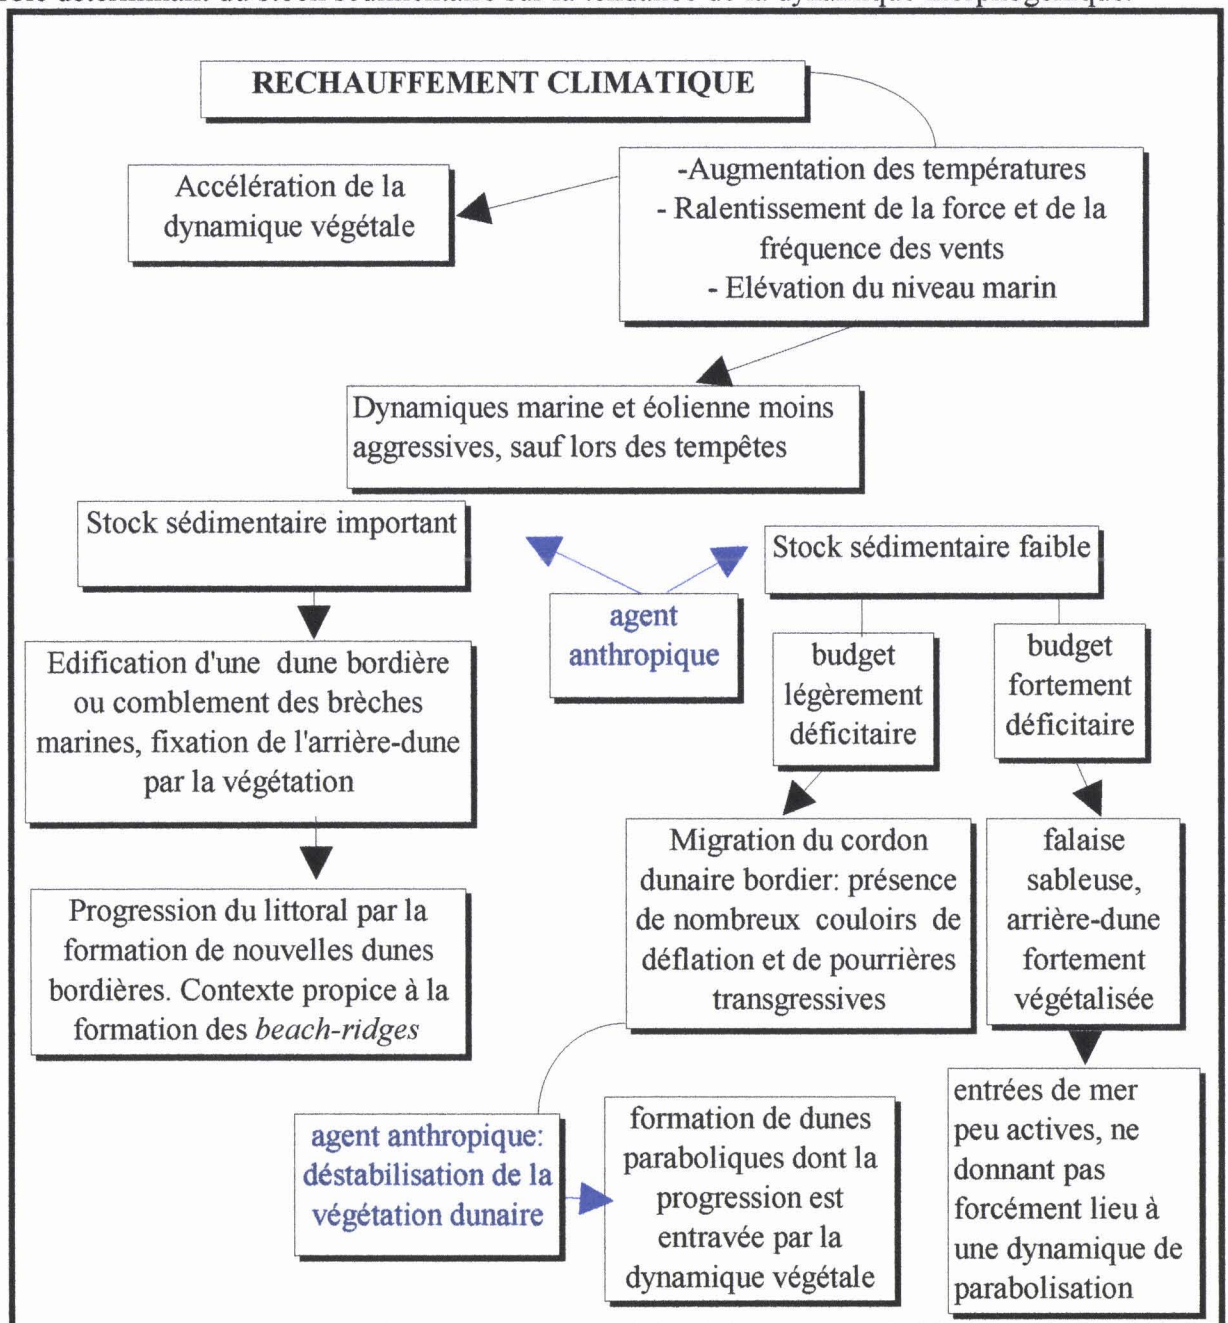 rôle déterminant du stock sédimentaire sur la tendance de la dynamique morphogénique.
RECHAUFFEMENT CLIMATIQUE
Accélération de la
dynamique végétale
-Augmentation des températures
- Ralentissement de la force et de la
fréquence des vents
- Elévation du niveau marin
Dynamiques marine et éolienne moins
aggressives, sauf lors des tempêtes
Stock sédimentaire important
Stock sédimentaire faible
agent
anthropique
Edification d'une dune bordière
ou comblement des brèches
marines, fixation de l'arrière-dune
par la végétation
budget
légèrement
déficitaire
budget
fortement
déficitaire
Progression du littoral par la
formation de nouvelles dunes
bordières. Contexte propice à la
formation des beach-ridges
Migration du cordon
dunaire bordier: présence
de nombreux couloirs de
déflation et de pourrières
transgressives
falaise
sableuse,
arrière-dune
fortement
végétalisée
agent anthropique:
déstabilisation de la
végétation dunaire
formation de dunes
paraboliques dont la
progression est
entravée par la
dynamique végétale
entrées de mer
peu actives, ne
donnant pas
forcément lieu à
une dynamique de
parabolisation